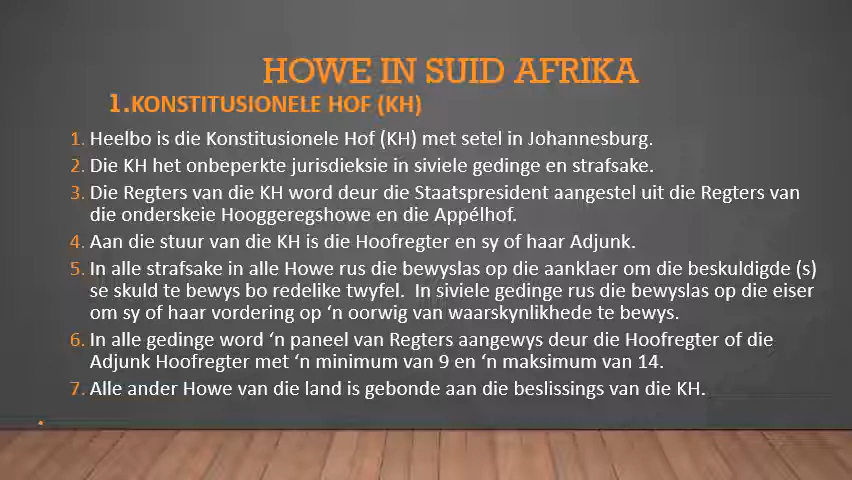 HOWE IN SUID AFRIKA
1.KONSTITUSIONELE HOF (KH)
1. Heelbo is die Konstitusionele Hof (KH) met setel in Johannesburg.
2. Die KH het onbeperkte jurisdieksie in siviele gedinge en strafsake.
3. Die Regters van die KH word deur die Staatspresident aangestel uit die Regters van
die onderskeie Hooggeregshowe en die Appélhof.
4. Aan die stuur van die KH is die Hoofregter en sy of haar Adjunk.
5. In alle strafsake in alle Howe rus die bewyslas op die aanklaer om die beskuldigde (s)
se skuld te bewys bo redelike twyfel. In siviele gedinge rus die bewyslas op die eiser
om sy of haar vordering op ‘n oorwig van waarskynlikhede te bewys.
6. In alle gedinge word ‘n paneel van Regters aangewys deur die Hoofregter of die
Adjunk Hoofregter met ‘n minimum van 9 en ‘n maksimum van 14.
7. Alle ander Howe van die land is gebonde aan die beslissings van die KH.